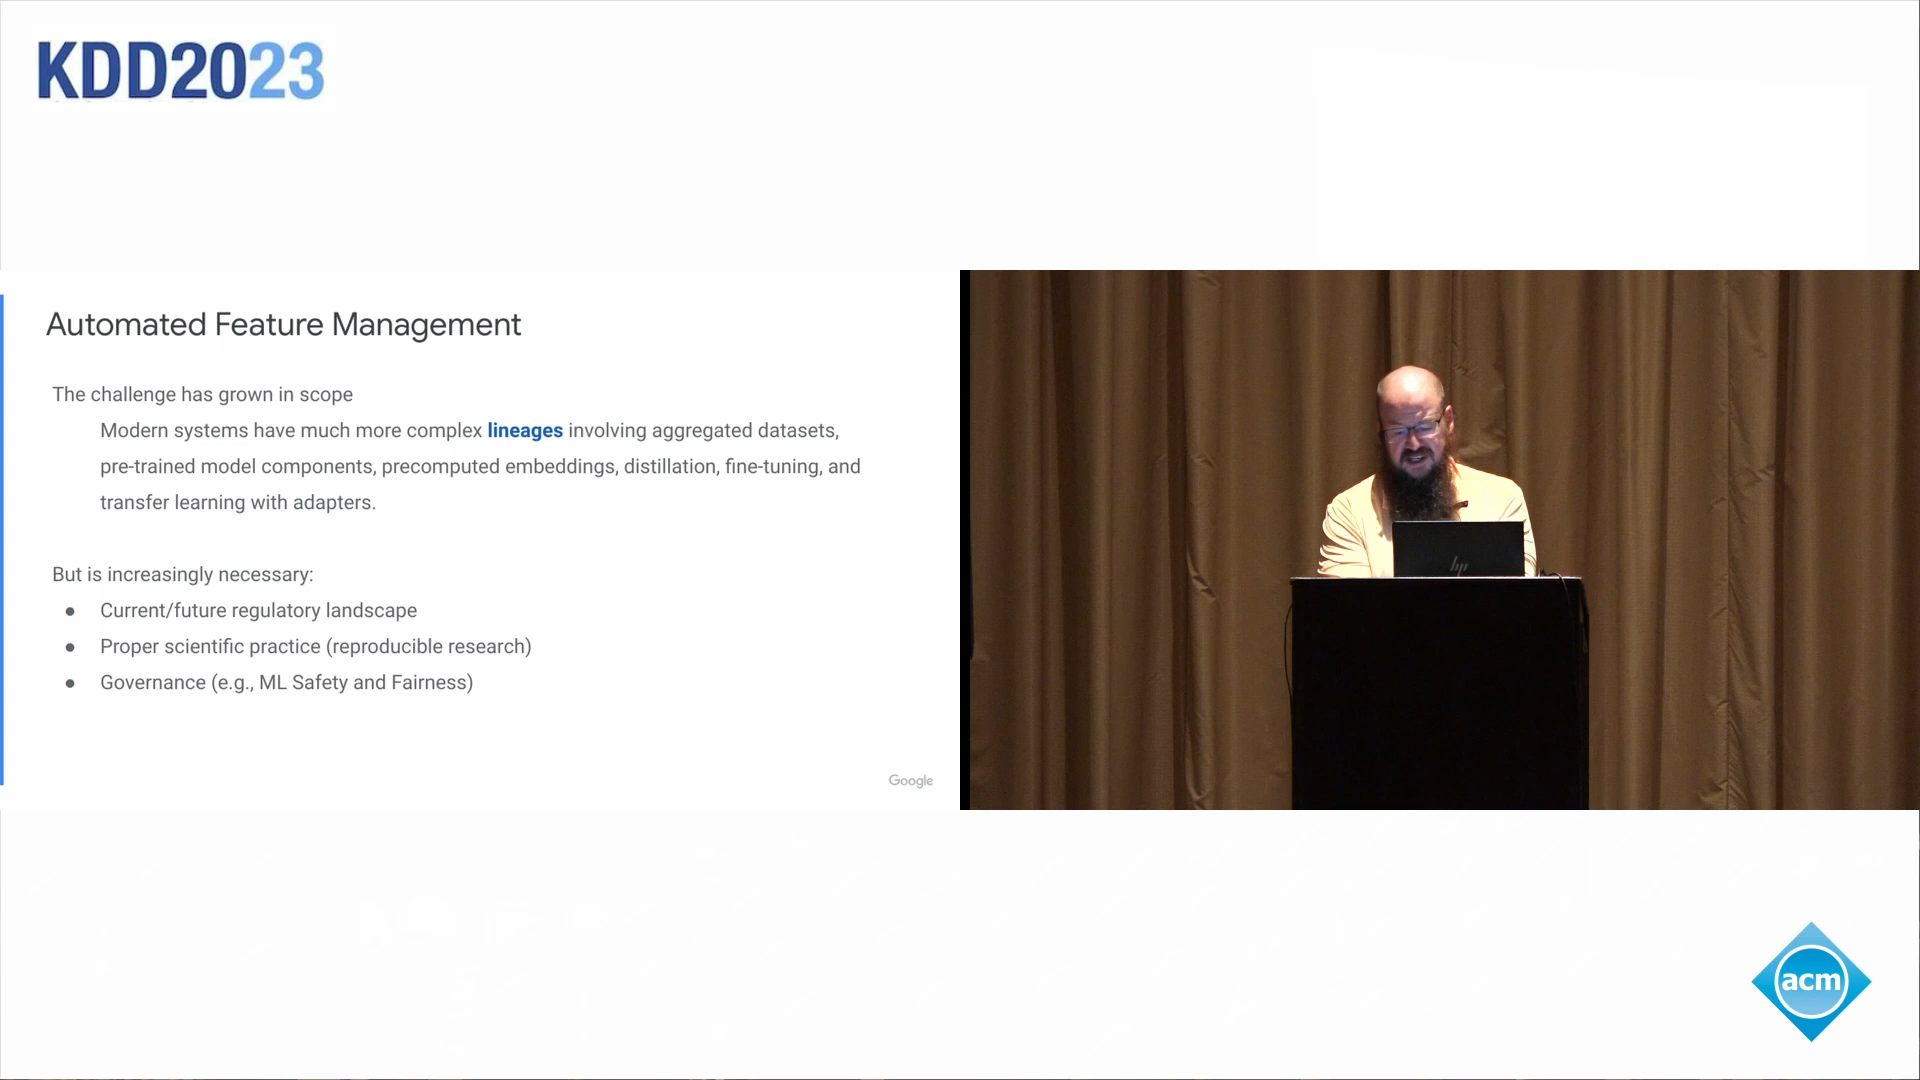 KDD2023
Automated Feature Management
The challenge has grown in scope
Modern systems have much more complex lineages involving aggregated datasets,
pre-trained model components, precomputed embeddings, distillation, fine-tuning, and
transfer learning with adapters.
But is increasingly necessary:
● Current/future regulatory landscape
● Proper scientific practice (reproducible research)
● Governance (e.g., ML Safety and Fairness)
Google
hp
acm